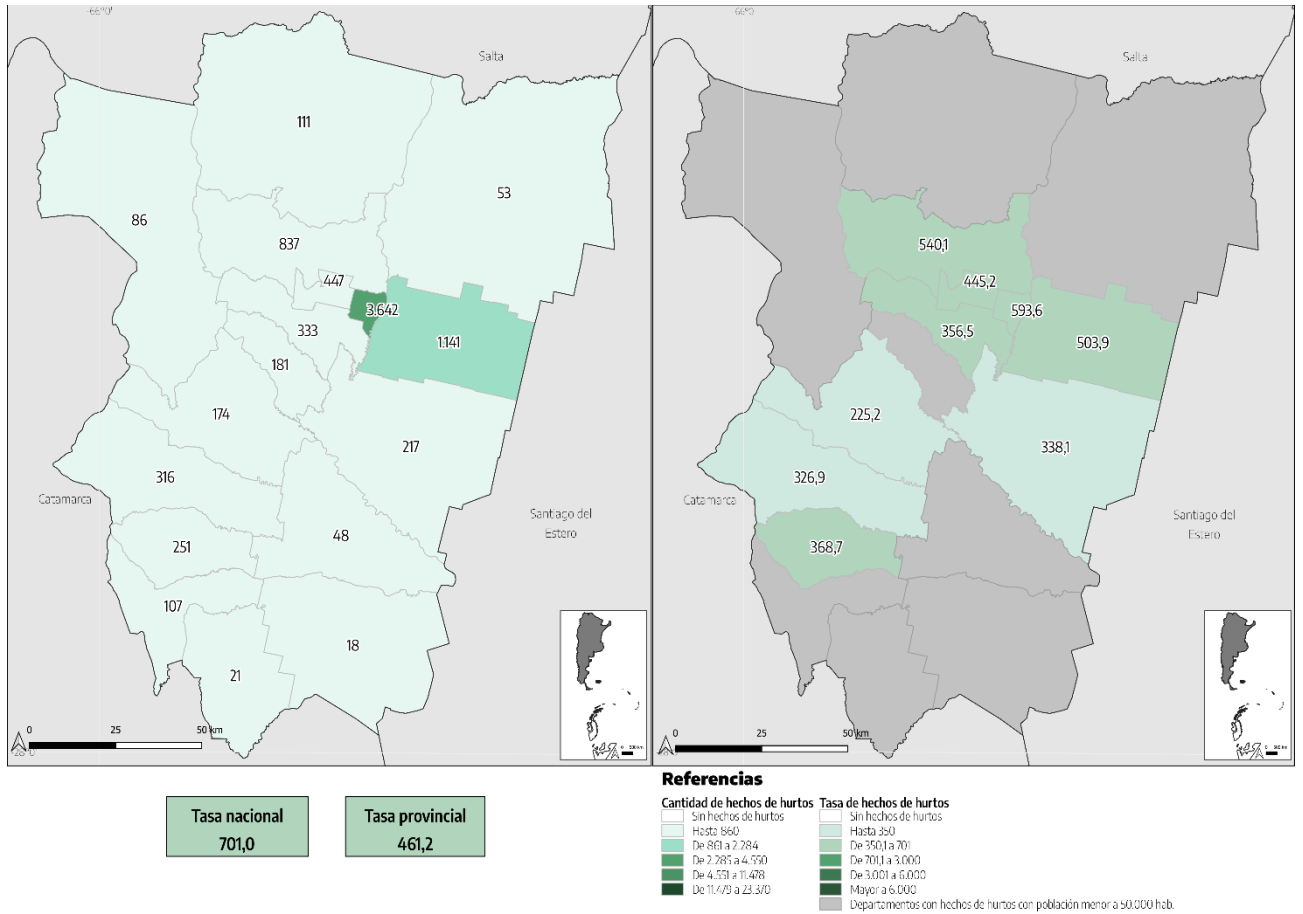 66°0'
Salta
111
53
86
837
447
3.642
333
1.141
181
174
217
316
Catamarca
Santiago del
Estero
251
48
107
18
21
0 25 50 km
28°0'
66°0'
Salta
540,1
445,2
593,6
356,5
503,9
225,2
338,1
326,9
Catamarca
Santiago del
Estero
368,7
0 25 50 km
Tasa nacional
701,0
Tasa provincial
461,2
Referencias
Cantidad de hechos de hurtos
Sin hechos de hurtos
Hasta 860
De 861 a 2.284
De 2.285 a 4.550
De 4.551 a 11.478
De 11.479 a 23.370
Tasa de hechos de hurtos
Sin hechos de hurtos
Hasta 350
De 350,1 a 701
De 701,1 a 3.000
De 3.001 a 6.000
Mayor a 6.000
Departamentos con hechos de hurtos con población menor a 50.000 hab.